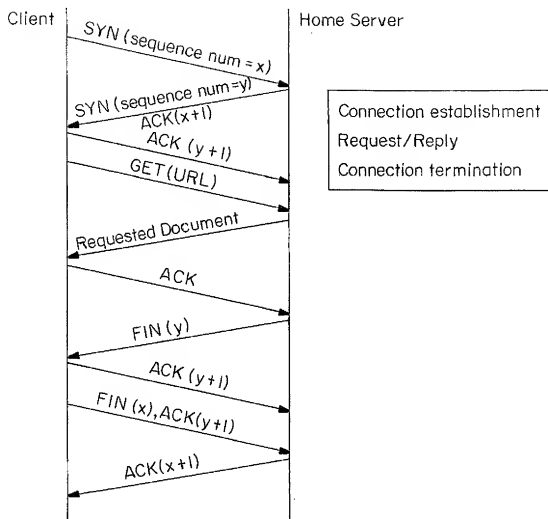 Client
Home Server
SYN (sequence num = x)
SYN (sequence num = y)
ACK(x+1)
ACK (y+1)
GET (URL)
Requested Document
ACK
FIN (y)
ACK (y+1)
FIN (x), ACK(y+1)
ACK(x+1)
Connection establishment
Request/Reply
Connection termination